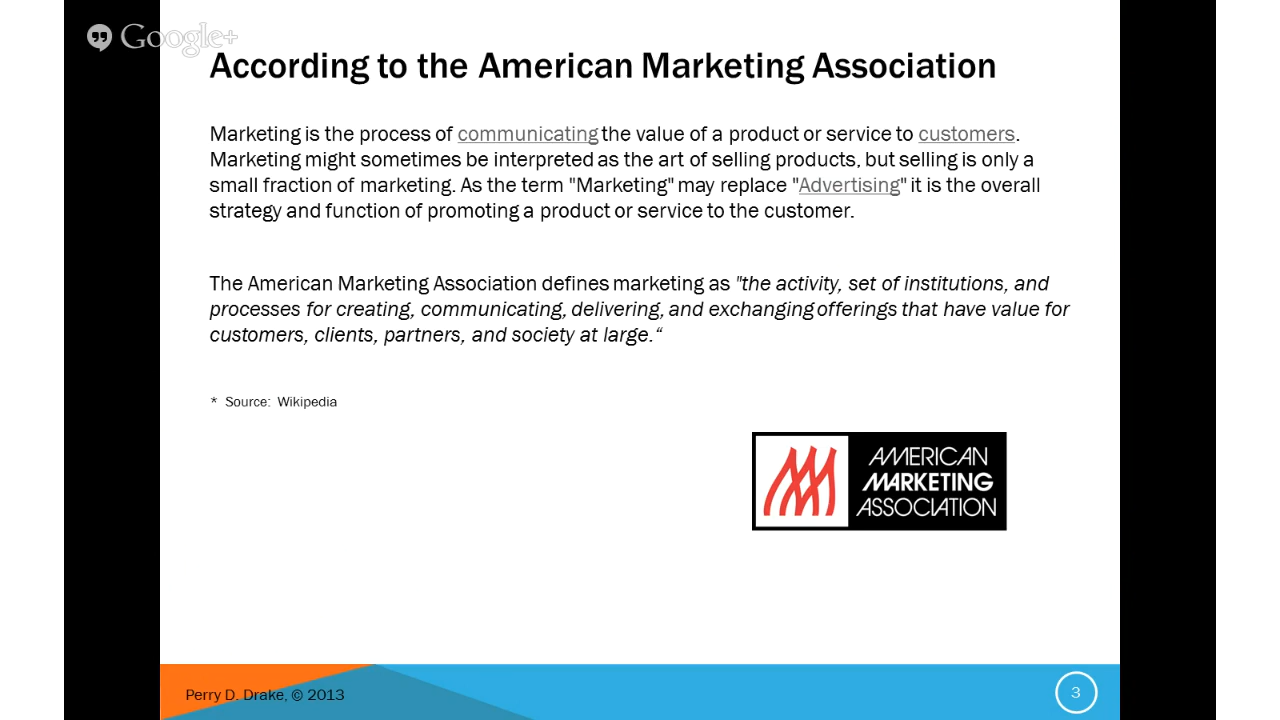 Google+
According to the American Marketing Association
Marketing is the process of communicating the value of a product or service to customers.
Marketing might sometimes be interpreted as the art of selling products, but selling is only a
small fraction of marketing. As the term "Marketing" may replace "Advertising" it is the overall
strategy and function of promoting a product or service to the customer.
The American Marketing Association defines marketing as "the activity, set of institutions, and
processes for creating, communicating, delivering, and exchanging offerings that have value for
customers, clients, partners, and society at large.“
* Source: Wikipedia
AMERICAN
MARKETING
ASSOCIATION
Perry D. Drake, © 2013
3